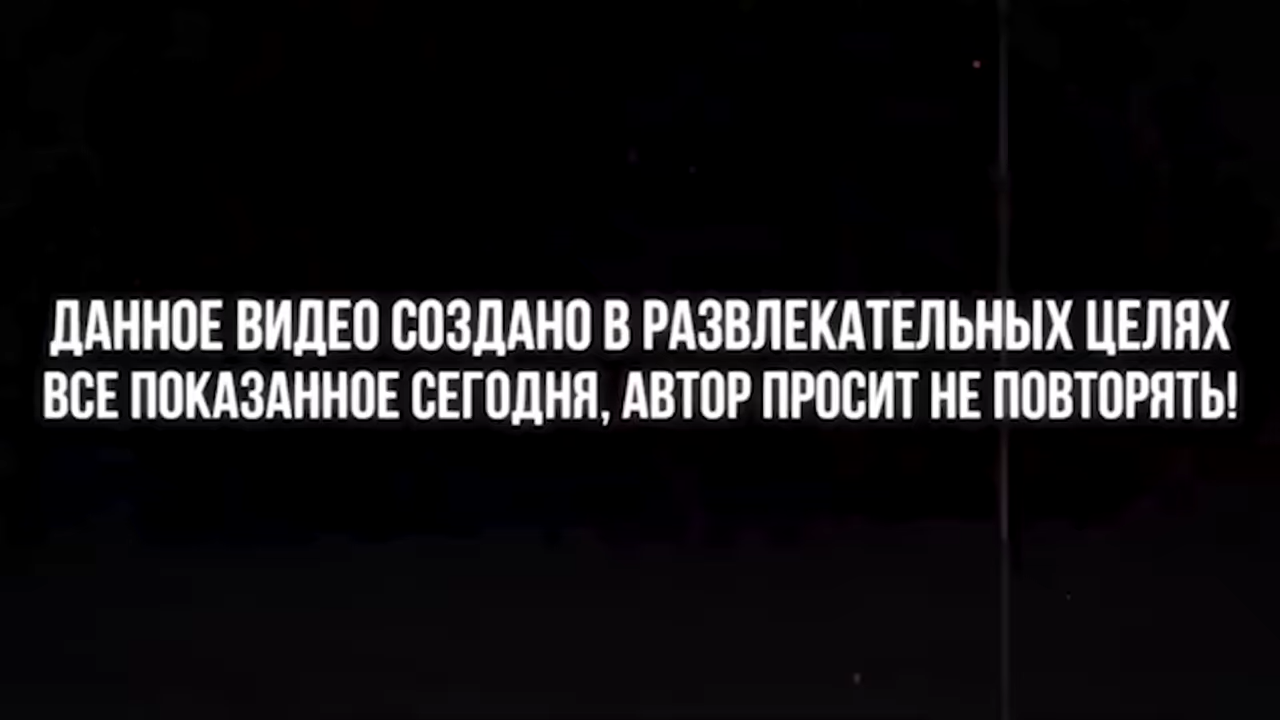 ДАННОЕ ВИДЕО СОЗДАНО В РАЗВЛЕКАТЕЛЬНЫХ ЦЕЛЯХ
ВСЕ ПОКАЗАННОЕ СЕГОДНЯ, АВТОР ПРОСИТ НЕ ПОВТОРЯТЬ!